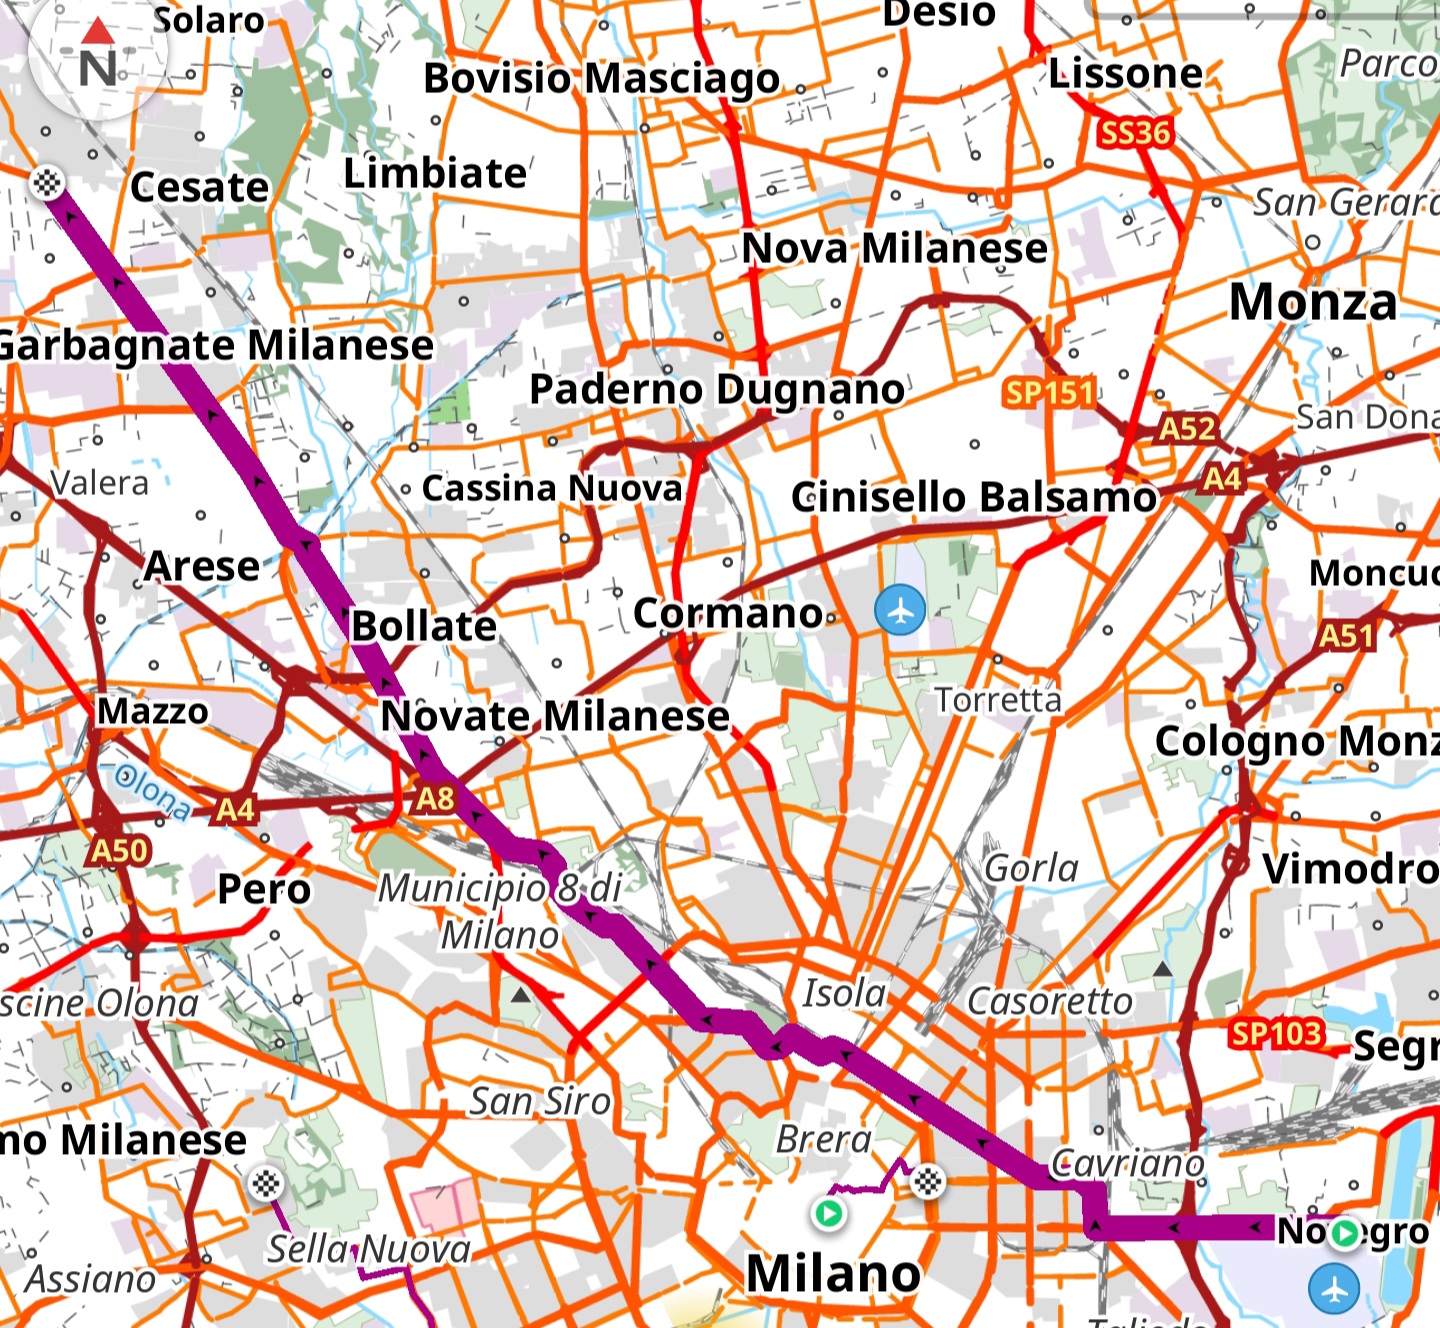 Solaro
Desio
N
Bovisio Masciago
Lissone
Parco
SS36
Limbiate
Cesate
San Gerard
Nova Milanese
Monza
Garbagnate Milanese
Paderno Dugnano
SP151
San Dona
A52
Valera
Cassina Nuova
Cinisello Balsamo
A4
Arese
Moncuc
Bollate
Cormano
A51
Torretta
Mazzo
Novate Milanese
Cologno Monz
Olona
A4
A8
A50
Pero
Municipio 8 di
Milano
Gorla
Vimodro
scine Olona
Isola
Casoretto
SP103
Segr
San Siro
no Milanese
Brera
Cavriano
Sella Nuova
No egro
Assiano
Milano